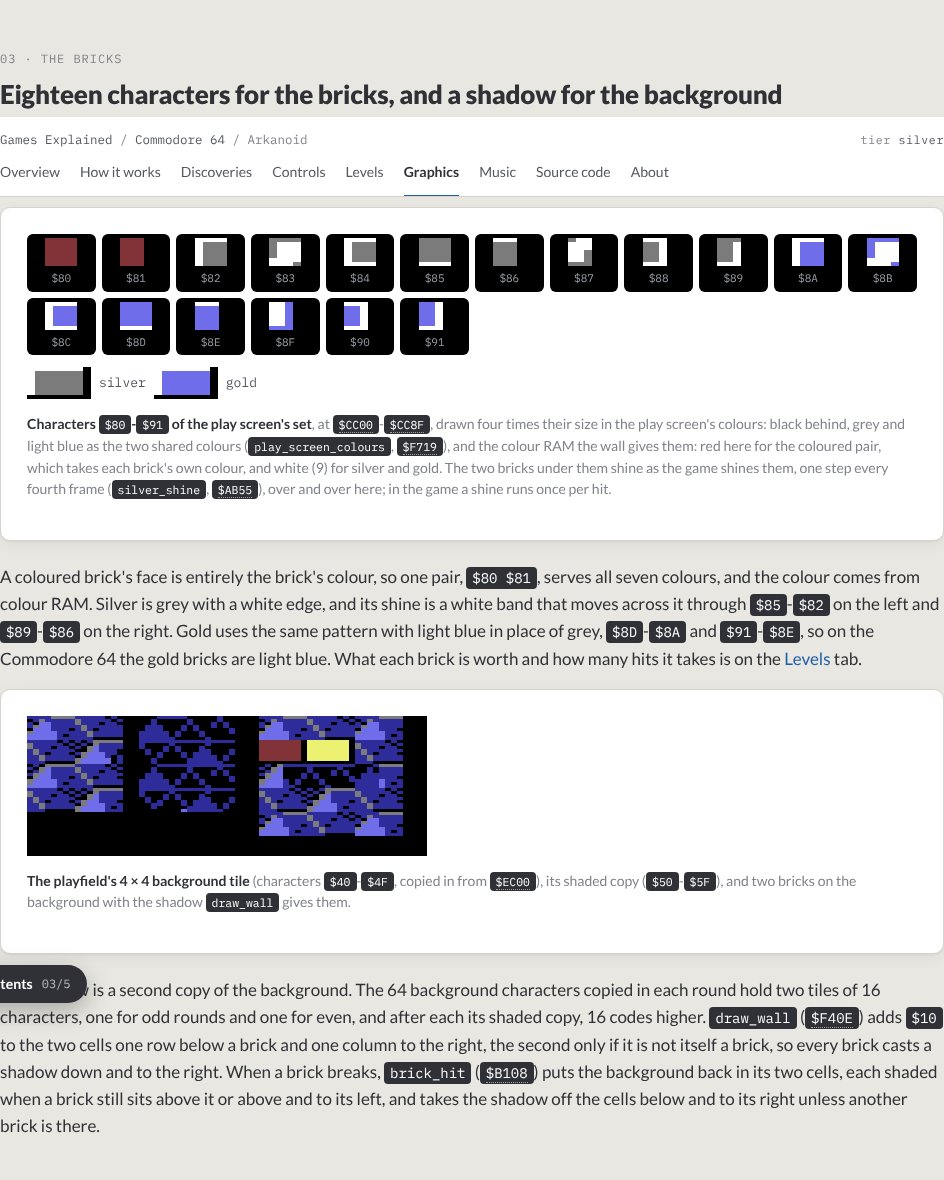 03 · THE BRICKS
Eighteen characters for the bricks, and a shadow for the background
Games Explained / Commodore 64 / Arkanoid
tier silver
Overview How it works Discoveries Controls Levels Graphics Music Source code About
$80 $81 $82 $83 $84 $85 $86 $87 $88 $89 $8A $8B
$8C $8D $8E $8F $90 $91
silver gold
Characters $80-$91 of the play screen's set, at $CC00-$CC8F, drawn four times their size in the play screen's colours: black behind, grey and
light blue as the two shared colours (play_screen_colours, $F719), and the colour RAM the wall gives them: red here for the coloured pair,
which takes each brick's own colour, and white (9) for silver and gold. The two bricks under them shine as the game shines them, one step every
fourth frame (silver_shine, $AB55), over and over here; in the game a shine runs once per hit.
A coloured brick's face is entirely the brick's colour, so one pair, $80 $81, serves all seven colours, and the colour comes from
colour RAM. Silver is grey with a white edge, and its shine is a white band that moves across it through $85-$82 on the left and
$89-$86 on the right. Gold uses the same pattern with light blue in place of grey, $8D-$8A and $91-$8E, so on the
Commodore 64 the gold bricks are light blue. What each brick is worth and how many hits it takes is on the Levels tab.
The playfield's 4 × 4 background tile (characters $40-$4F, copied in from $EC00), its shaded copy ($50-$5F), and two bricks on the
background with the shadow draw_wall gives them.
tents 03/5
is a second copy of the background. The 64 background characters copied in each round hold two tiles of 16
characters, one for odd rounds and one for even, and after each its shaded copy, 16 codes higher. draw_wall ($F40E) adds $10
to the two cells one row below a brick and one column to the right, the second only if it is not itself a brick, so every brick casts a
shadow down and to the right. When a brick breaks, brick_hit ($B108) puts the background back in its two cells, each shaded
when a brick still sits above it or above and to its left, and takes the shadow off the cells below and to its right unless another
brick is there.